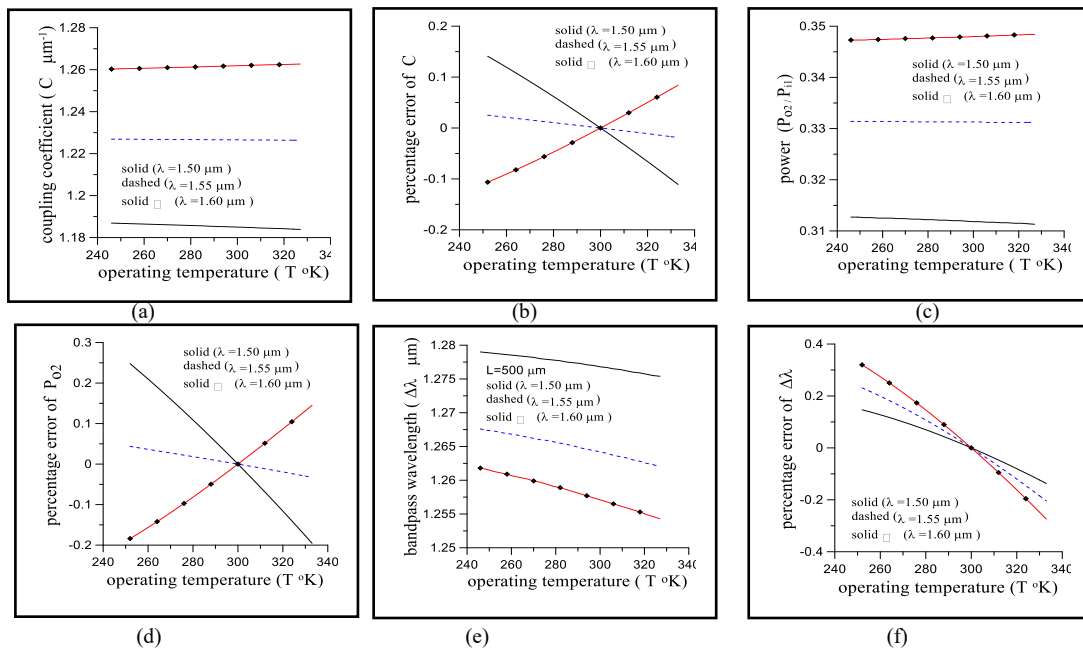 (a)
coupling coefficient ( C µm⁻¹)
1.3
1.26
1.22
1.18
solid (λ =1.50 µm )
dashed (λ =1.55 µm )
solid □ (λ =1.60 µm )
240 260 280 300 320 340
operating temperature ( T °K)
(b)
percentage error of C
0.2
0.1
0
-0.1
-0.2
solid (λ =1.50 µm )
dashed (λ =1.55 µm )
solid □ (λ =1.60 µm )
240 260 280 300 320 340
operating temperature (T °K)
(c)
power (P_O2 / P_i1)
0.35
0.34
0.33
0.32
0.31
solid (λ =1.50 µm )
dashed (λ =1.55 µm )
solid □ (λ =1.60 µm )
240 260 280 300 320 340
operating temperature ( T °K)
(d)
percentage error of P_O2
0.3
0.2
0.1
0
-0.1
-0.2
solid (λ =1.50 µm )
dashed (λ =1.55 µm )
solid □ (λ =1.60 µm )
240 260 280 300 320 340
operating temperature (T °K)
(e)
bandpass wavelength ( Δλ µm)
1.28
1.275
1.27
1.265
1.26
1.255
1.25
L=500 µm
solid (λ =1.50 µm )
dashed (λ =1.55 µm )
solid □ (λ =1.60 µm )
240 260 280 300 320 340
operating temperature ( T °K)
(f)
percentage error of Δλ
0.4
0.2
0
-0.2
-0.4
solid (λ =1.50 µm )
dashed (λ =1.55 µm )
solid □ (λ =1.60 µm )
240 260 280 300 320 340
operating temperature (T °K)